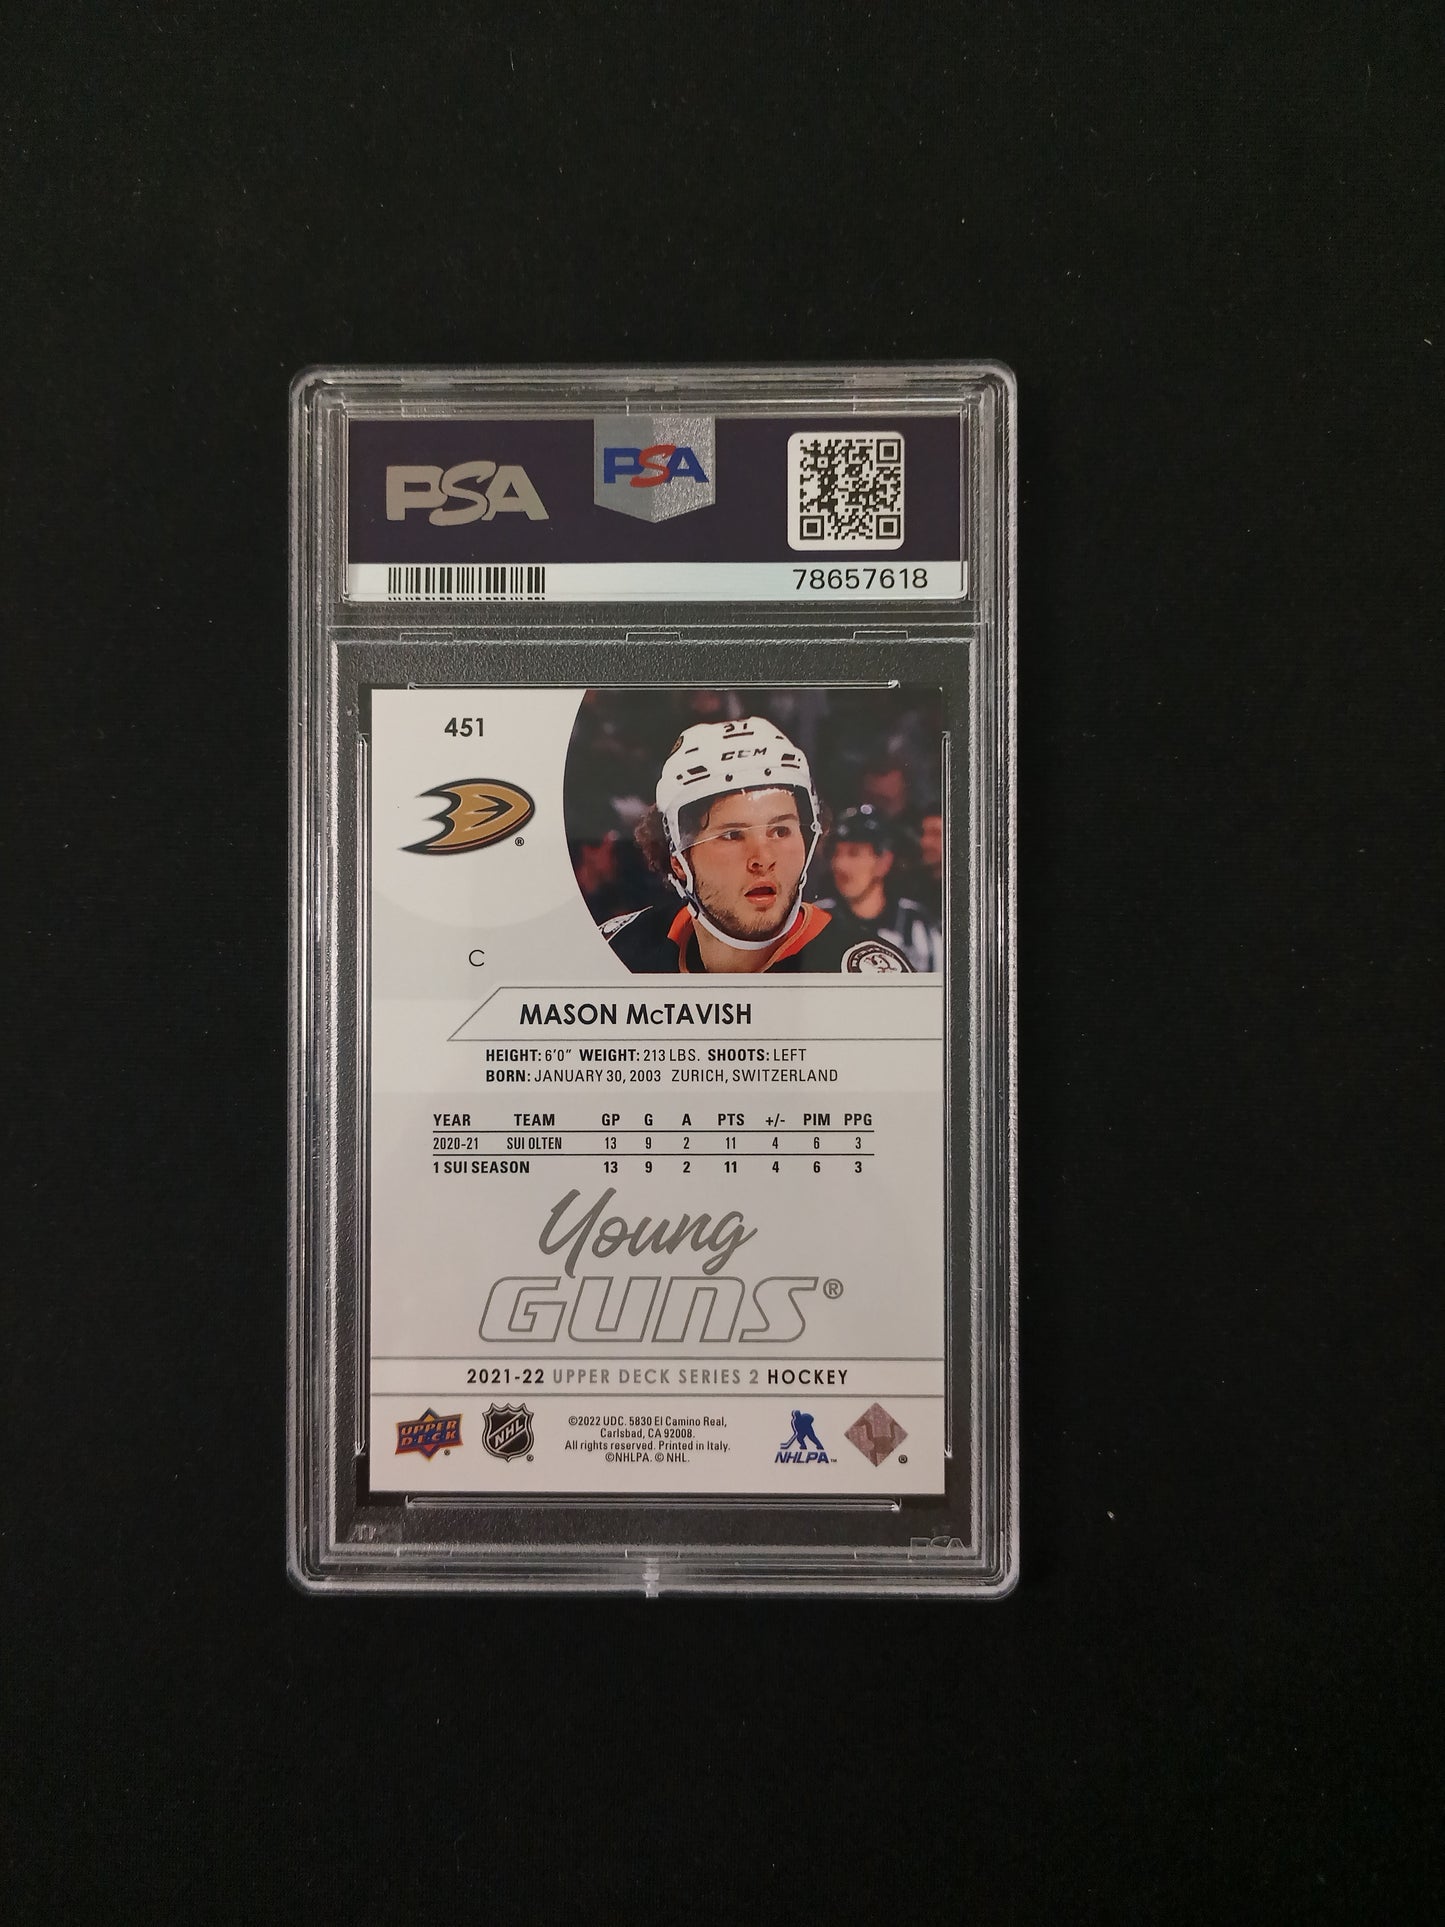 PSA
PSA
78657618
451
37
CCM
®
C
MASON McTAVISH
HEIGHT: 6'0" WEIGHT: 213 LBS. SHOOTS: LEFT
BORN: JANUARY 30, 2003 ZURICH, SWITZERLAND
YEAR TEAM GP G A PTS +/- PIM PPG
2020-21 SUI OLTEN 13 9 2 11 4 6 3
1 SUI SEASON 13 9 2 11 4 6 3
Young
GUNS®
2021-22 UPPER DECK SERIES 2 HOCKEY
UPPER
DECK
®
NHL
®
©2022 UDC. 5830 El Camino Real,
Carlsbad, CA 92008.
All rights reserved. Printed in Italy.
©NHLPA. © NHL.
NHLPA™
®
PSA